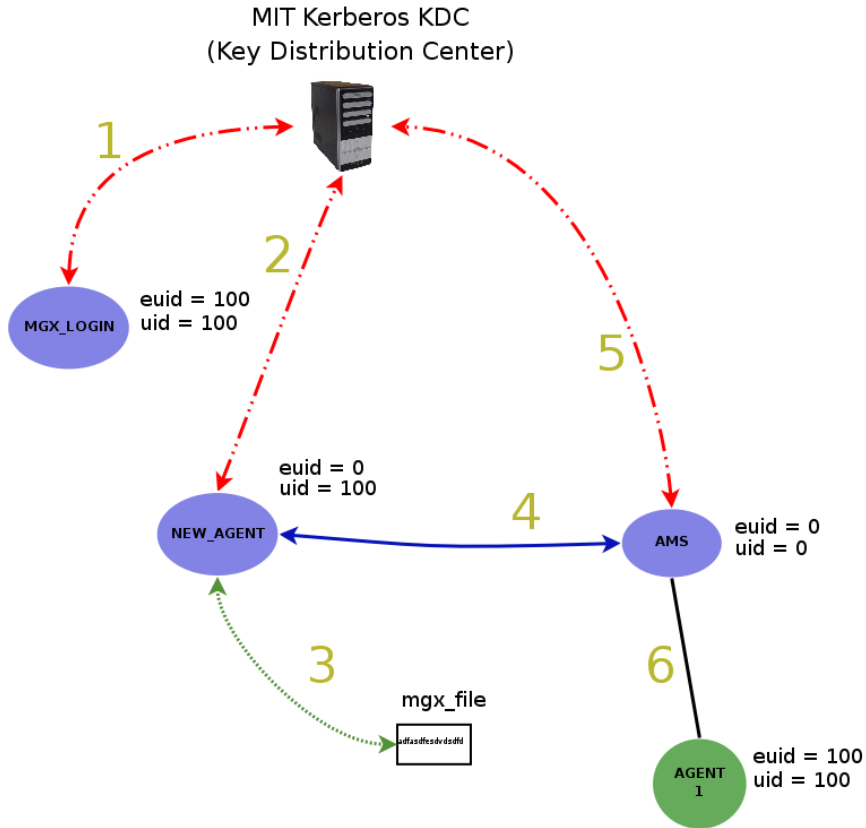 MIT Kerberos KDC
(Key Distribution Center)
1
2
MGX_LOGIN
euid = 100
uid = 100
5
euid = 0
uid = 100
NEW_AGENT
4
AMS
euid = 0
uid = 0
3
6
mgx_file
adfasdfesdvdsdfd
AGENT
1
euid = 100
uid = 100